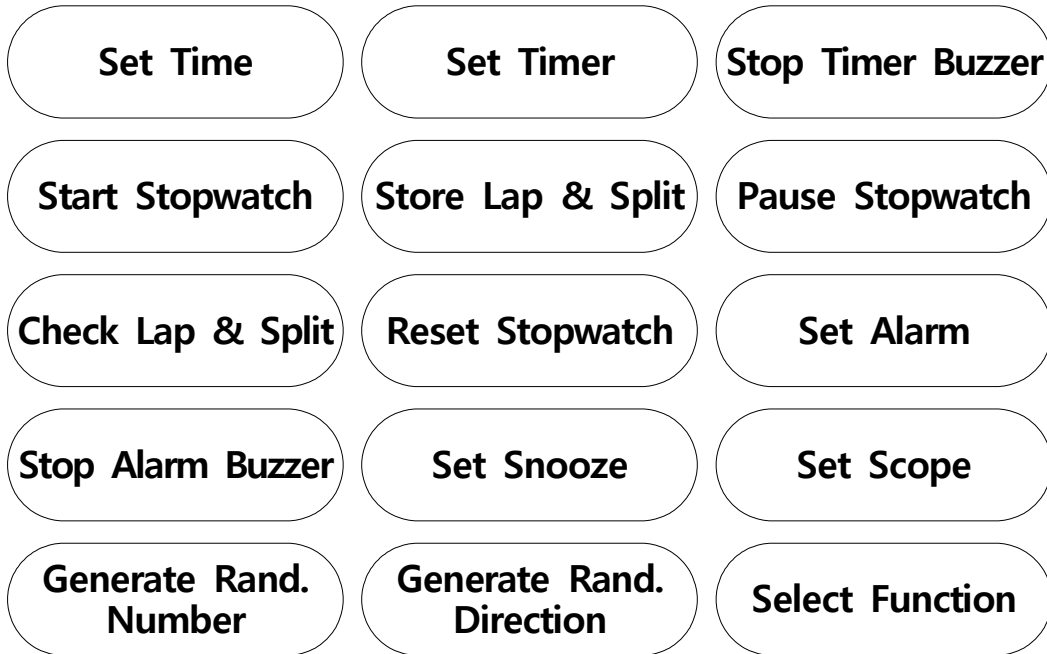 Set Time
Set Timer
Stop Timer Buzzer
Start Stopwatch
Store Lap & Split
Pause Stopwatch
Check Lap & Split
Reset Stopwatch
Set Alarm
Stop Alarm Buzzer
Set Snooze
Set Scope
Generate Rand.
Number
Generate Rand.
Direction
Select Function